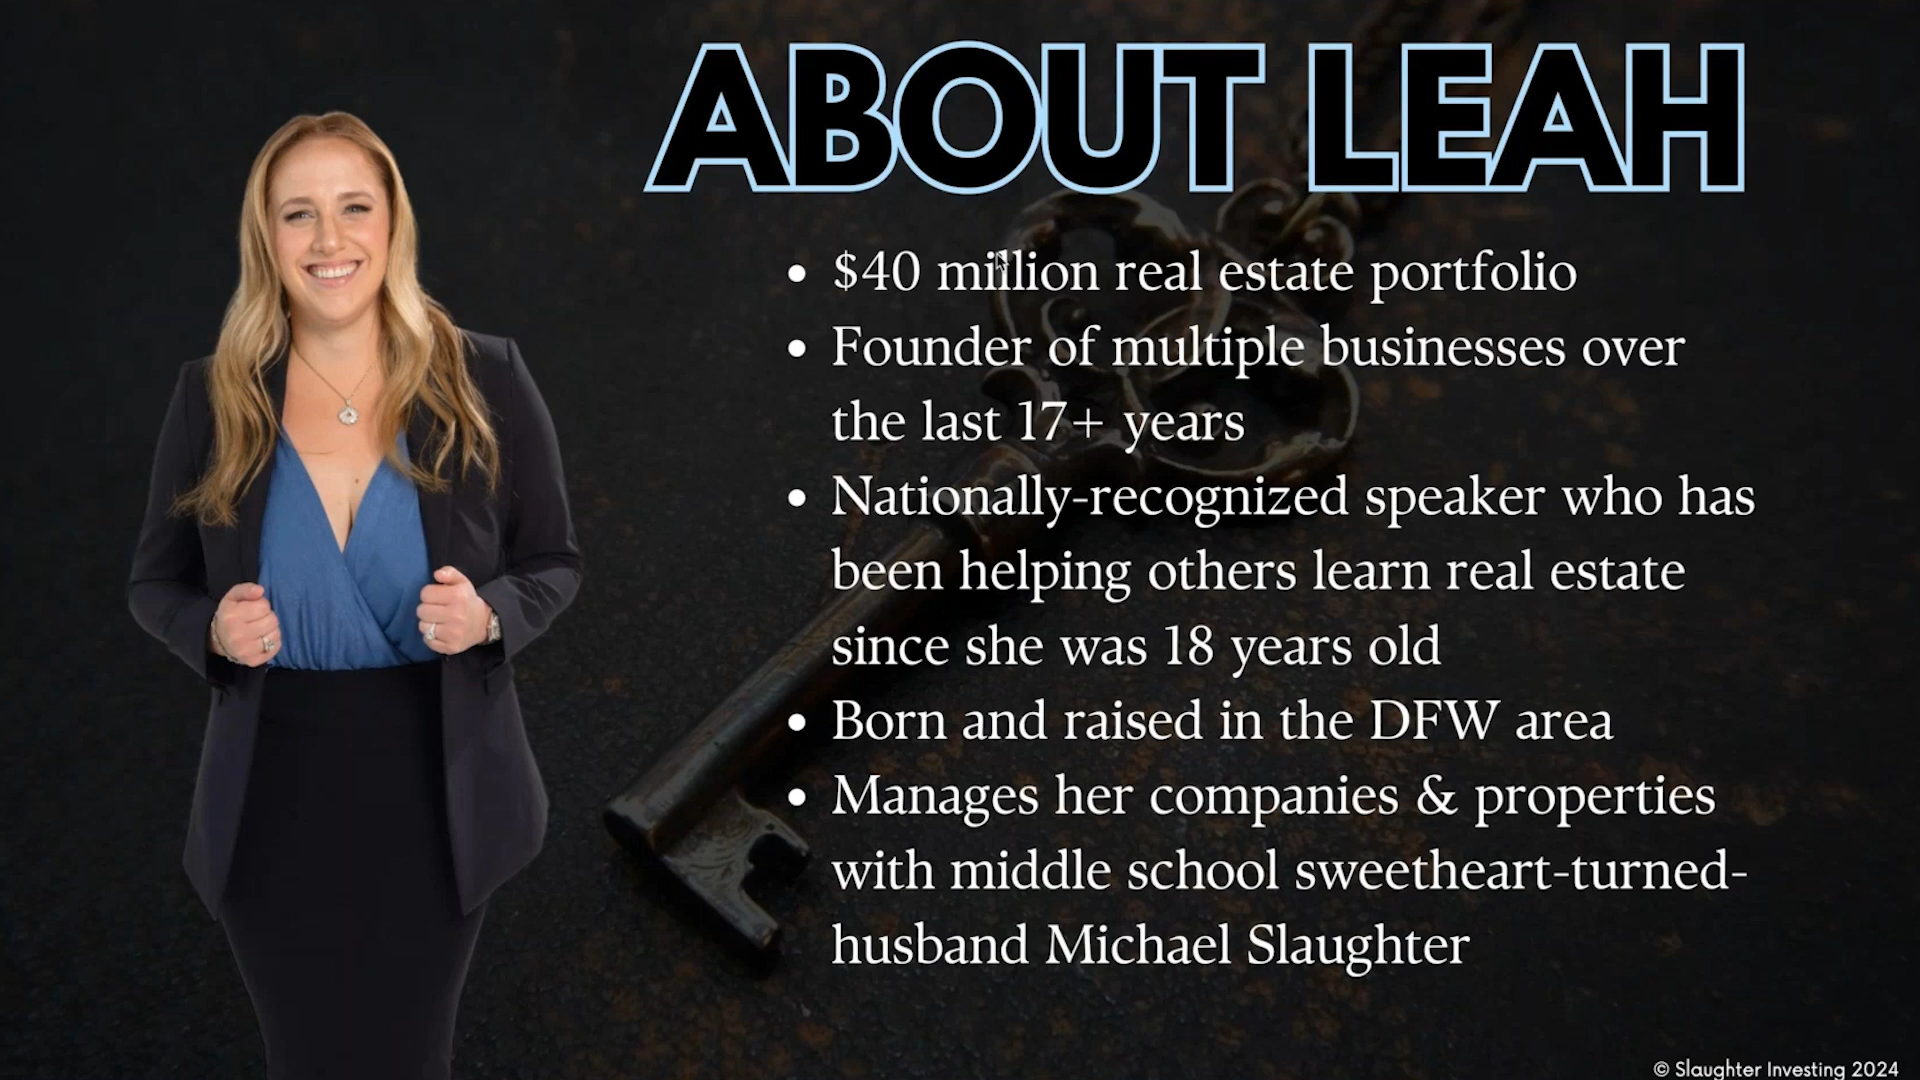 ABOUT LEAH
• $40 million real estate portfolio
• Founder of multiple businesses over
the last 17+ years
• Nationally-recognized speaker who has
been helping others learn real estate
since she was 18 years old
• Born and raised in the DFW area
• Manages her companies & properties
with middle school sweetheart-turned-
husband Michael Slaughter
© Slaughter Investing 2024